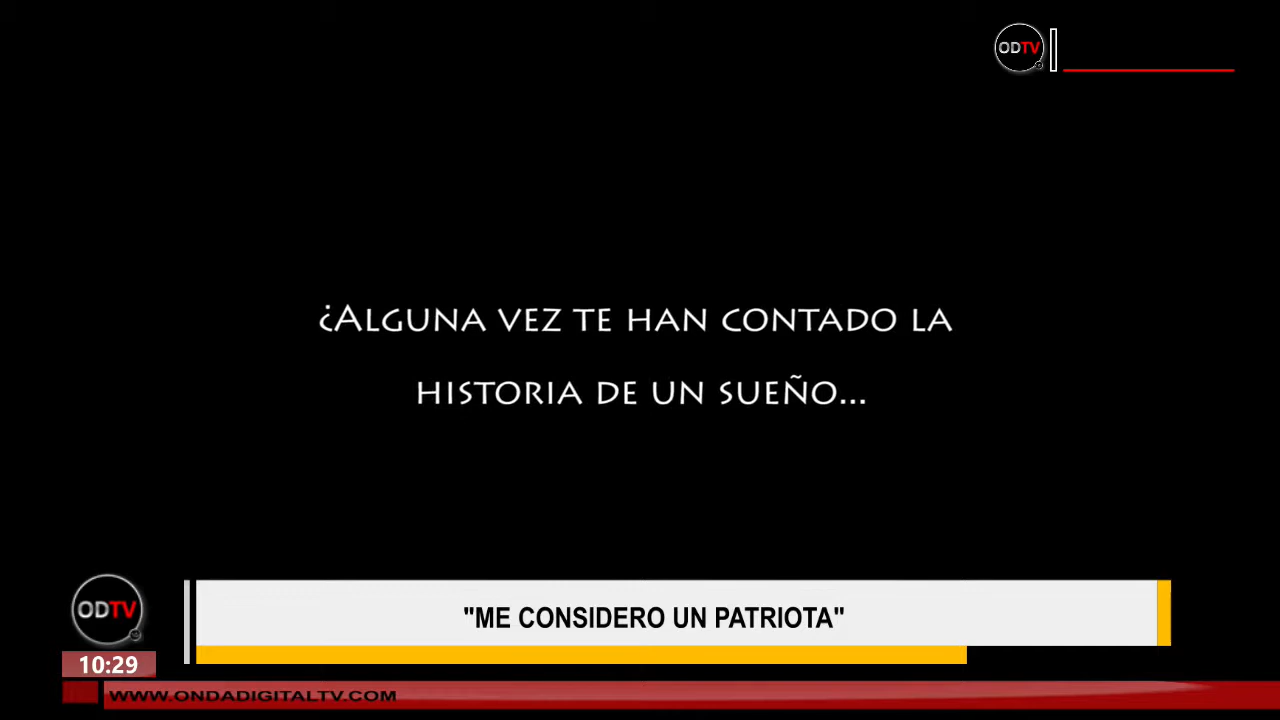 ODTV
¿ALGUNA VEZ TE HAN CONTADO LA
HISTORIA DE UN SUEÑO...
ODTV
"ME CONSIDERO UN PATRIOTA"
10:29
WWW.ONDADIGITALTV.COM